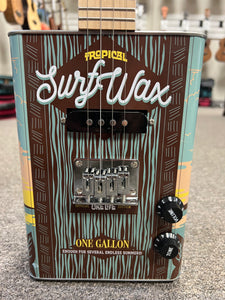 TROPICAL
Surf Wax
ONE GALLON
ENOUGH FOR SEVERAL ENDLESS SUMMERS!